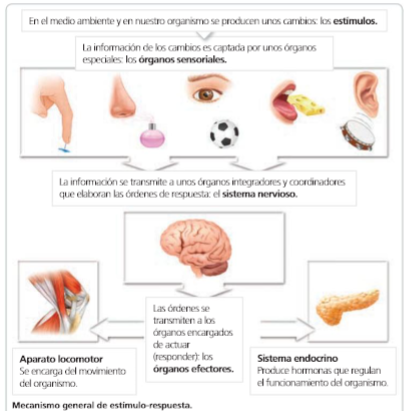 En el medio ambiente y en nuestro organismo se producen unos cambios: los estímulos.
La información de los cambios es captada por unos órganos
especiales: los órganos sensoriales.
La información se transmite a unos órganos integradores y coordinadores
que elaboran las órdenes de respuesta: el sistema nervioso.
Las órdenes se
transmiten a los
órganos encargados
de actuar
(responder): los
órganos efectores.
Aparato locomotor
Se encarga del movimiento
del organismo.
Sistema endocrino
Produce hormonas que regulan
el funcionamiento del organismo.
Mecanismo general de estímulo-respuesta.